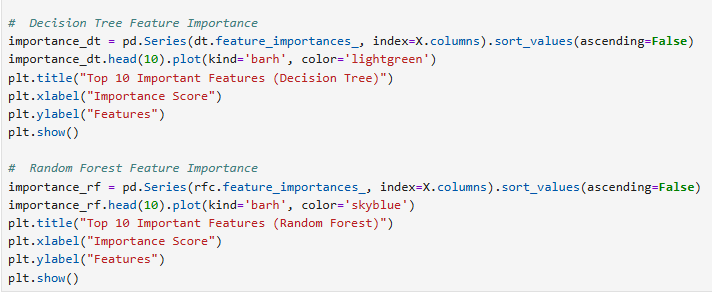 #  Decision Tree Feature Importance
importance_dt = pd.Series(dt.feature_importances_, index=X.columns).sort_values(ascending=False)
importance_dt.head(10).plot(kind='barh', color='lightgreen')
plt.title("Top 10 Important Features (Decision Tree)")
plt.xlabel("Importance Score")
plt.ylabel("Features")
plt.show()
#  Random Forest Feature Importance
importance_rf = pd.Series(rfc.feature_importances_, index=X.columns).sort_values(ascending=False)
importance_rf.head(10).plot(kind='barh', color='skyblue')
plt.title("Top 10 Important Features (Random Forest)")
plt.xlabel("Importance Score")
plt.ylabel("Features")
plt.show()